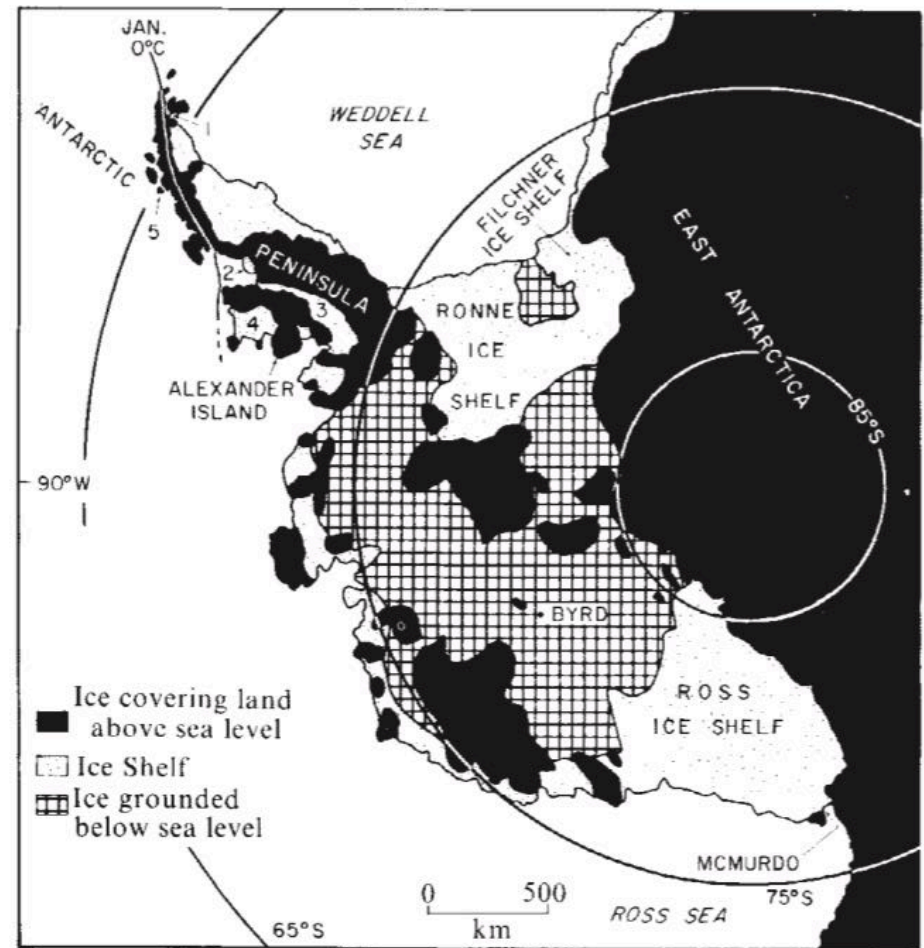 JAN.
0°C
ANTARCTIC
1
WEDDELL
SEA
FILCHNER
ICE SHELF
EAST
ANTARCTICA
5
2
PENINSULA
3
4
RONNE
ICE
SHELF
ALEXANDER
ISLAND
85°S
90°W
BYRD
ROSS
ICE SHELF
Ice covering land
above sea level
Ice Shelf
Ice grounded
below sea level
MCMURDO
0 500
km
75°S
ROSS SEA
65°S